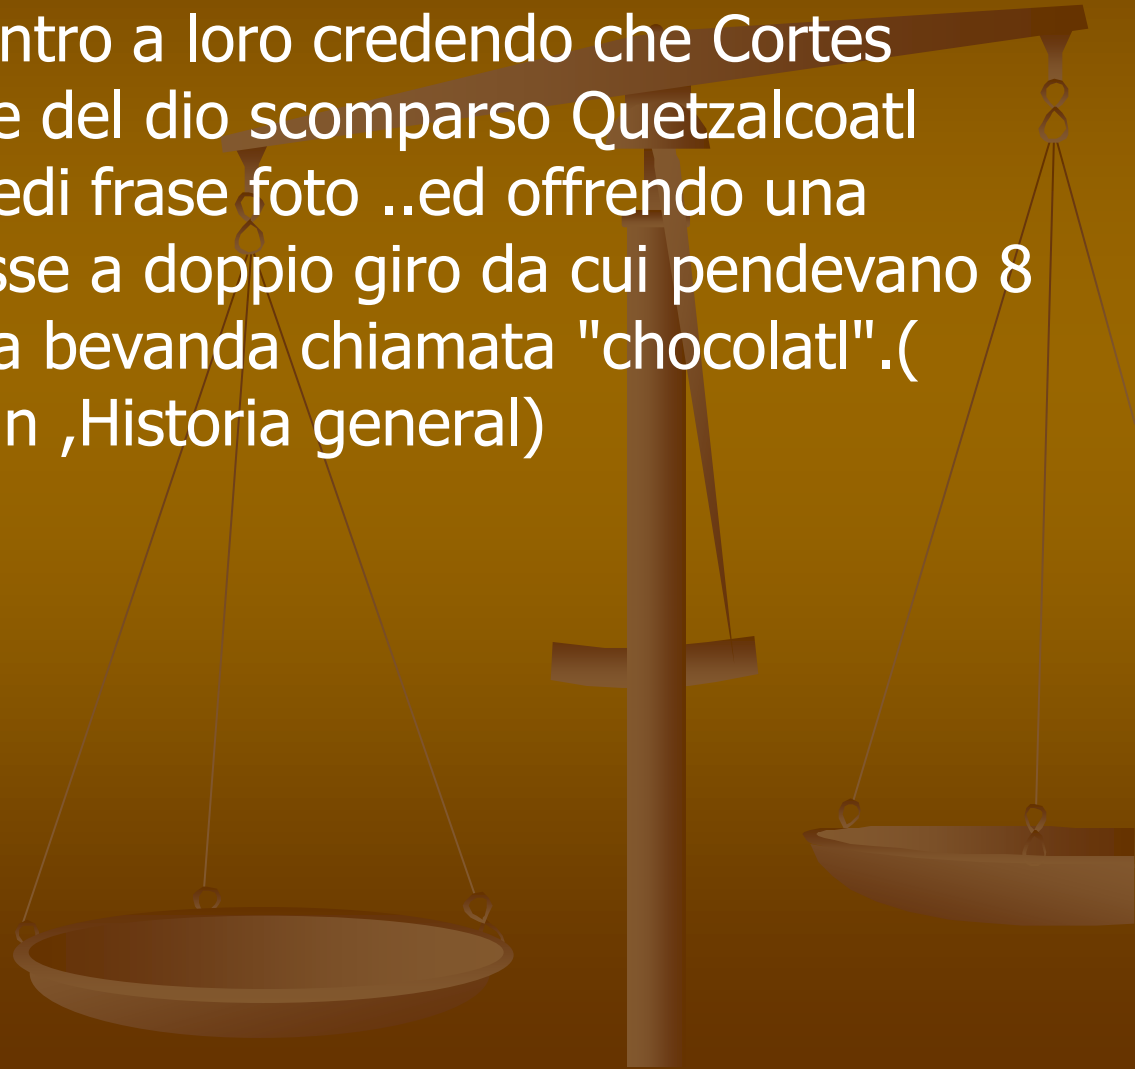 ntro a loro credendo che Cortes
e del dio scomparso Quetzalcoatl
edi frase foto ..ed offrendo una
sse a doppio giro da cui pendevano 8
a bevanda chiamata "chocolatl".(
n ,Historia general)